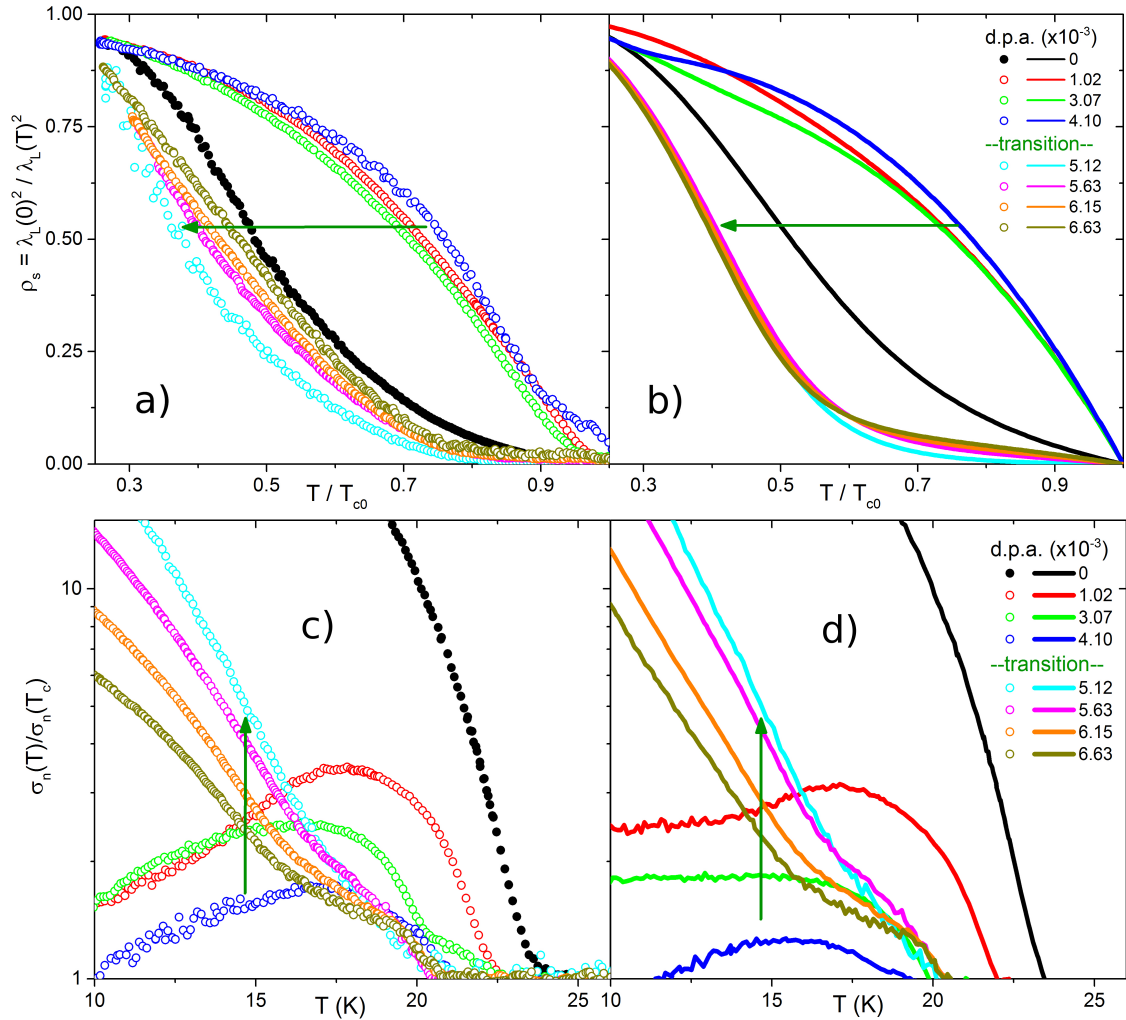 ρs = λL(0)² / λL(T)²
1.00
0.75
0.50
0.25
0.00
a)
0.3 0.5 0.7 0.9
T / Tc0
b)
d.p.a. (x10⁻³)
0
1.02
3.07
4.10
--transition--
5.12
5.63
6.15
6.63
0.3 0.5 0.7 0.9
T / Tc0
σn(T)/σn(Tc)
10
1
c)
10 15 20 25
T (K)
d)
d.p.a. (x10⁻³)
0
1.02
3.07
4.10
--transition--
5.12
5.63
6.15
6.63
10 15 20 25
T (K)